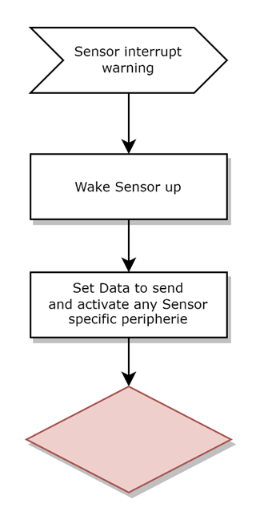 Sensor interrupt
warning
Wake Sensor up
Set Data to send
and activate any Sensor
specific peripherie